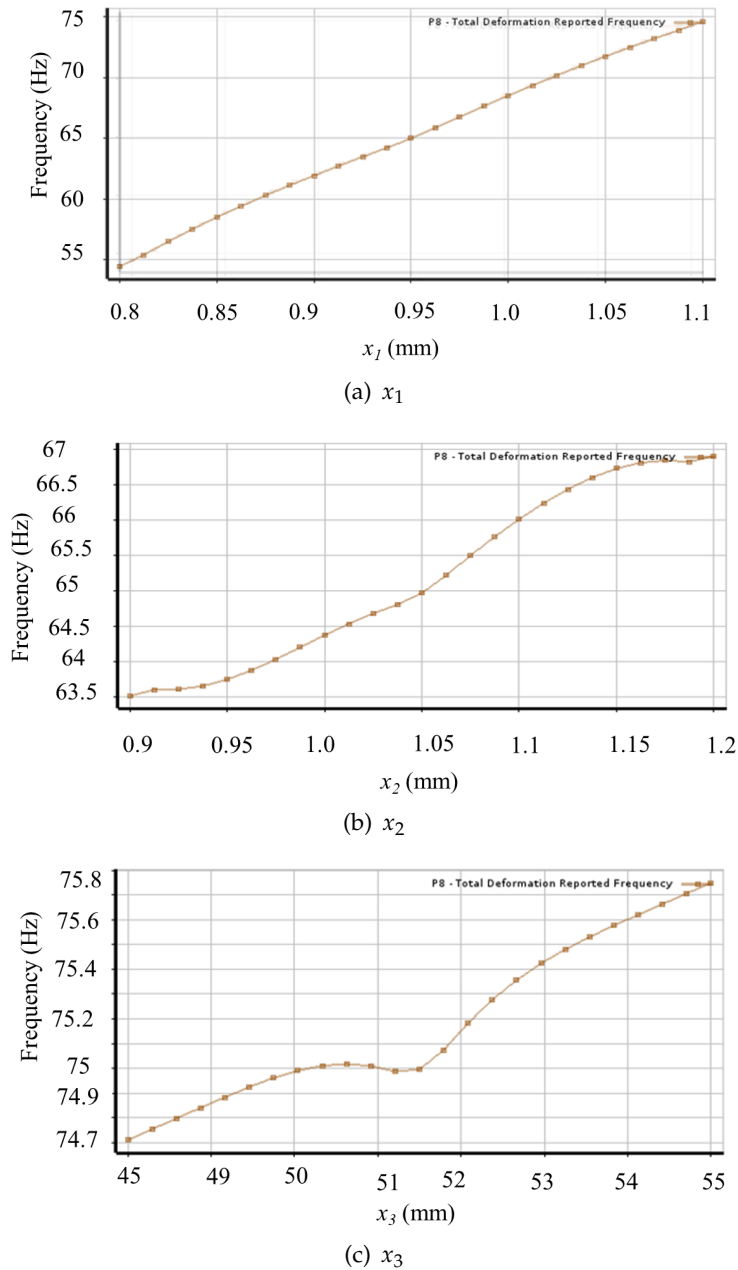 P8 - Total Deformation Reported Frequency
Frequency (Hz)
75
70
65
60
55
0.8 0.85 0.9 0.95 1.0 1.05 1.1
x1 (mm)
(a) x1
P8 - Total Deformation Reported Frequency
Frequency (Hz)
67
66.5
66
65.5
65
64.5
64
63.5
0.9 0.95 1.0 1.05 1.1 1.15 1.2
x2 (mm)
(b) x2
P8 - Total Deformation Reported Frequency
Frequency (Hz)
75.8
75.6
75.4
75.2
75
74.9
74.7
45 49 50 51 52 53 54 55
x3 (mm)
(c) x3